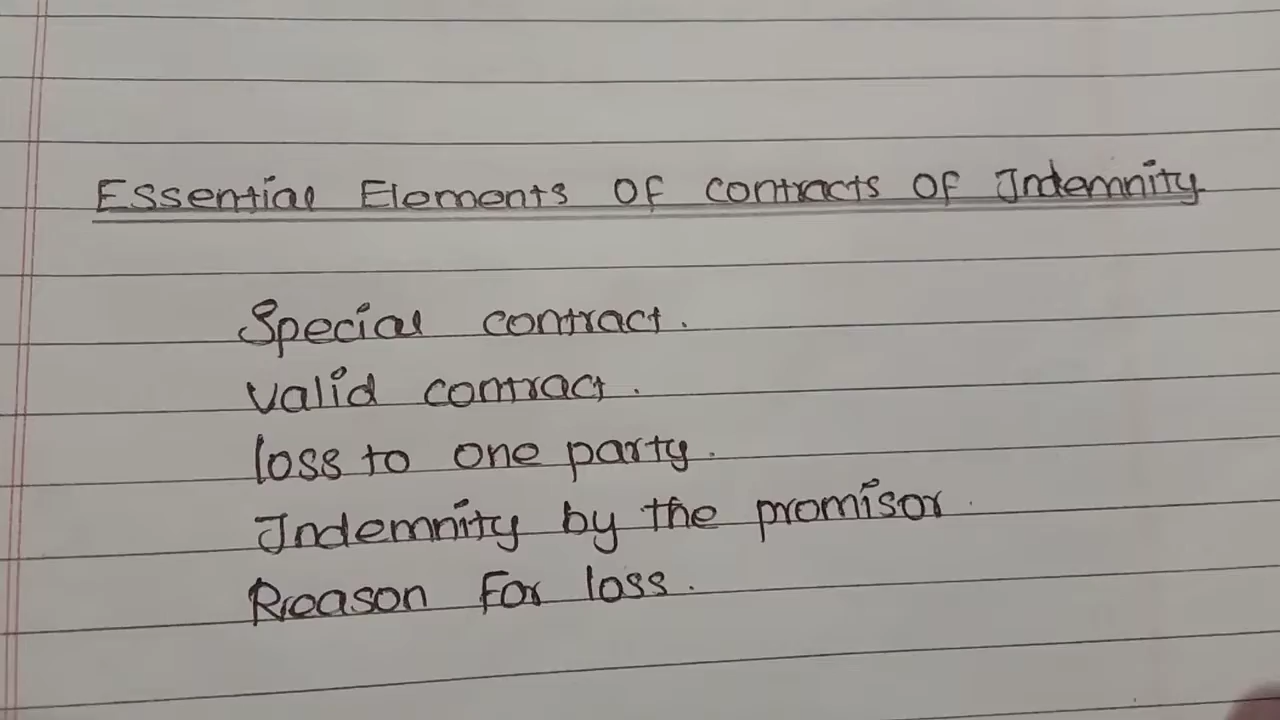 Essential Elements of contracts of Indemnity
Special contract.
valid contract.
loss to one party.
Indemnity by the promisor.
Reason for loss.